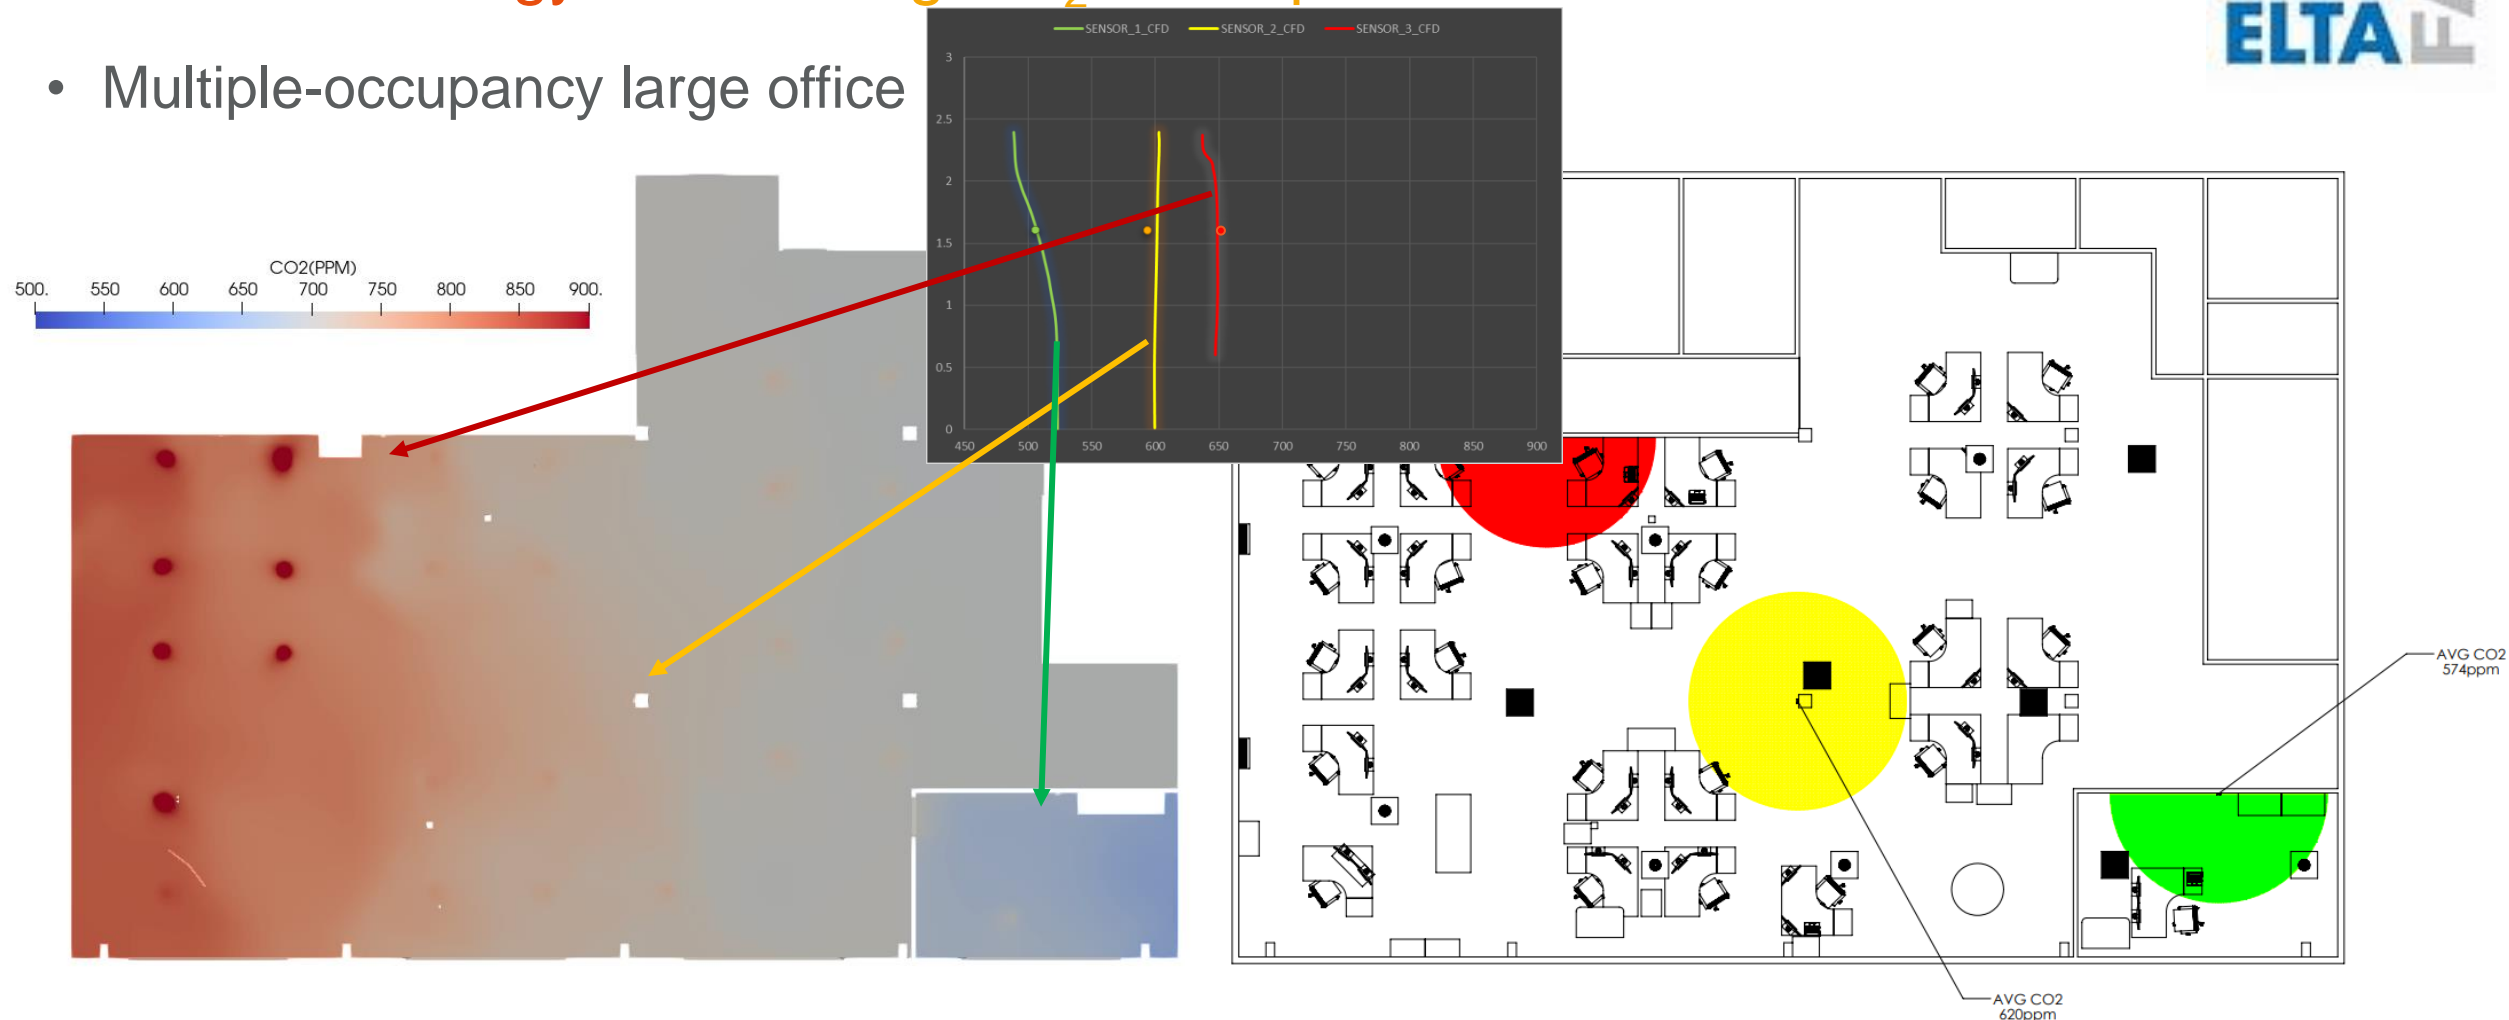 • Multiple-occupancy large office
ELTA
SENSOR_1_CFD SENSOR_2_CFD SENSOR_3_CFD
3
2.5
2
1.5
1
0.5
0
450 500 550 600 650 700 750 800 850 900
CO2(PPM)
500. 550 600 650 700 750 800 850 900.
AVG CO2
574ppm
AVG CO2
620ppm